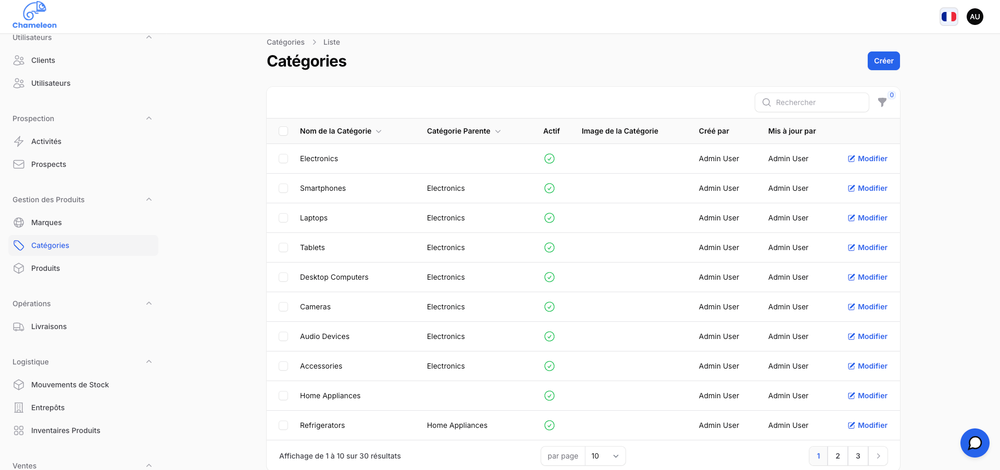 Chameleon
AU
Utilisateurs
Clients
Utilisateurs
Prospection
Activités
Prospects
Gestion des Produits
Marques
Catégories
Produits
Opérations
Livraisons
Logistique
Mouvements de Stock
Entrepôts
Inventaires Produits
Ventes
Catégories > Liste
Catégories
Créer
Rechercher
0
Nom de la Catégorie Catégorie Parente Actif Image de la Catégorie Créé par Mis à jour par
Electronics Admin User Admin User Modifier
Smartphones Electronics Admin User Admin User Modifier
Laptops Electronics Admin User Admin User Modifier
Tablets Electronics Admin User Admin User Modifier
Desktop Computers Electronics Admin User Admin User Modifier
Cameras Electronics Admin User Admin User Modifier
Audio Devices Electronics Admin User Admin User Modifier
Accessories Electronics Admin User Admin User Modifier
Home Appliances Admin User Admin User Modifier
Refrigerators Home Appliances Admin User Admin User Modifier
Affichage de 1 à 10 sur 30 résultats par page 10 1 2 3